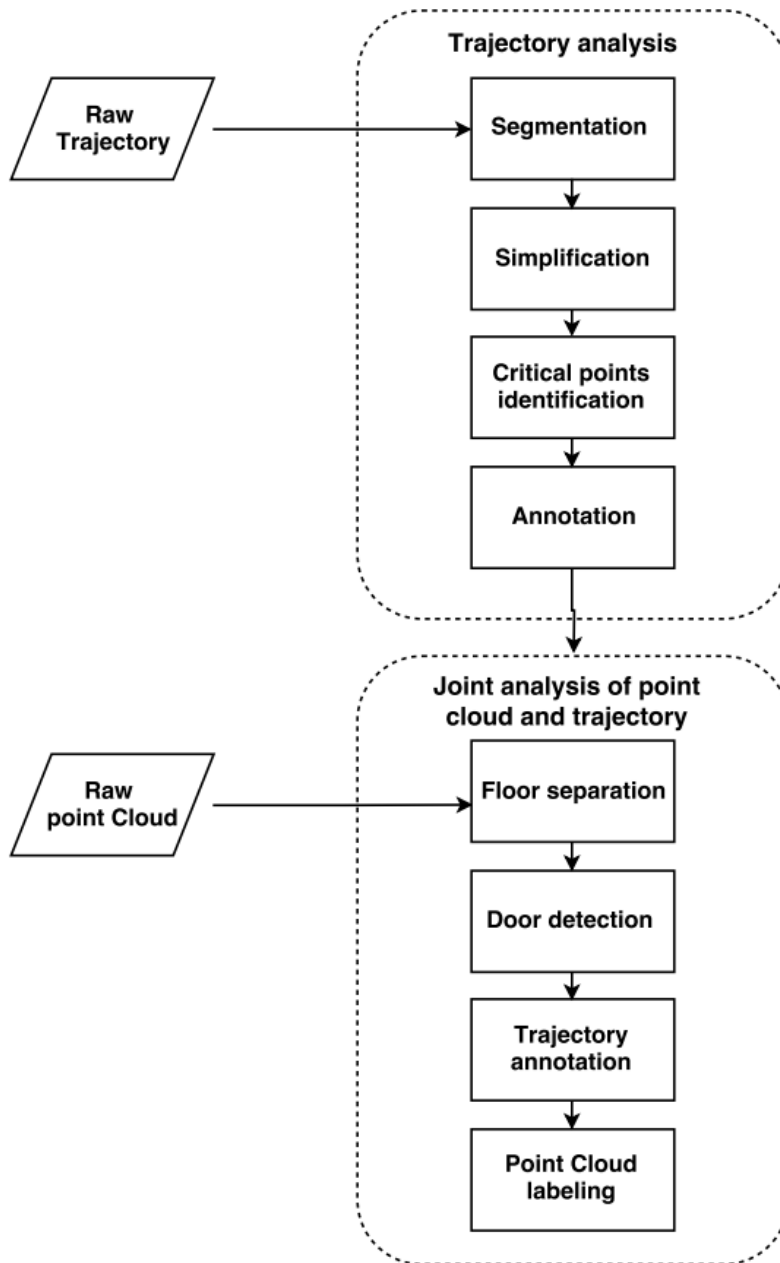 Trajectory analysis
Raw
Trajectory
Segmentation
Simplification
Critical points
identification
Annotation
Joint analysis of point
cloud and trajectory
Raw
point Cloud
Floor separation
Door detection
Trajectory
annotation
Point Cloud
labeling